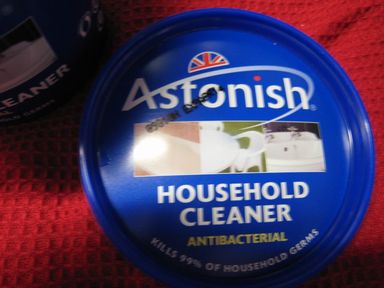 CLEANER
Astonish®
HOUSEHOLD
CLEANER
ANTIBACTERIAL
KILLS 99% OF HOUSEHOLD GERMS